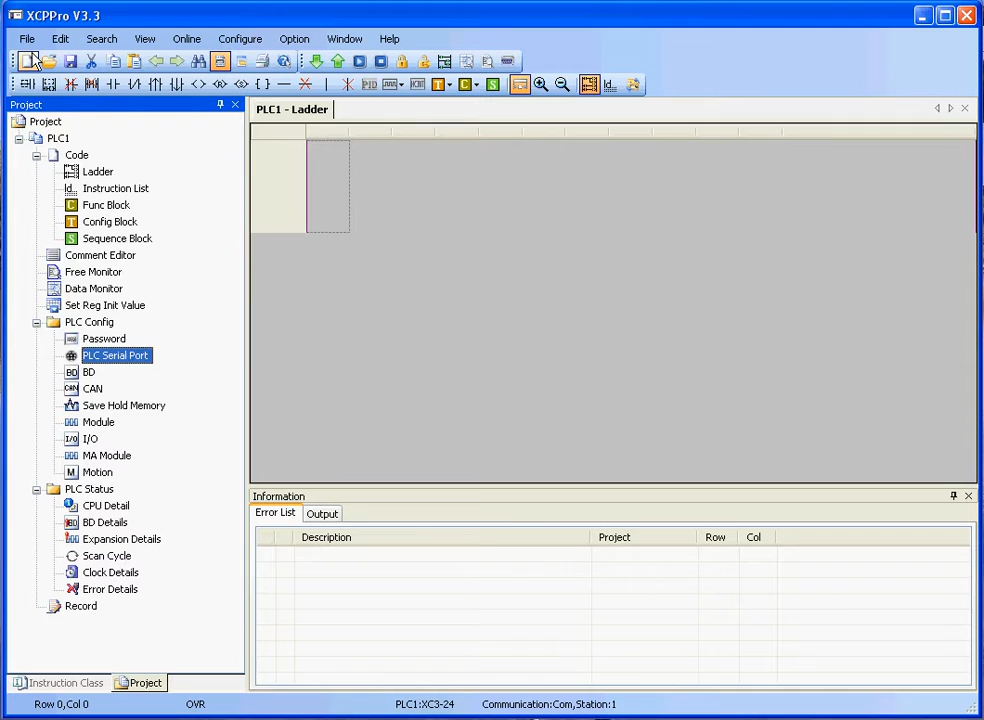 XCPPro V3.3
File Edit Search View Online Configure Option Window Help
Project
PLC1 - Ladder
Project
PLC1
Code
Ladder
Instruction List
Func Block
Config Block
Sequence Block
Comment Editor
Free Monitor
Data Monitor
Set Reg Init Value
PLC Config
Password
PLC Serial Port
BD
CAN
Save Hold Memory
Module
I/O
MA Module
Motion
PLC Status
CPU Detail
BD Details
Expansion Details
Scan Cycle
Clock Details
Error Details
Record
Information
Error List Output
Description Project Row Col
Instruction Class Project
Row 0,Col 0 OVR PLC1:XC3-24 Communication:Com,Station:1